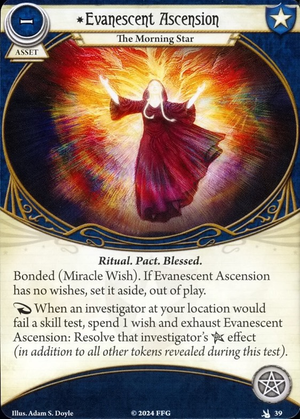 –
ASSET
*Evanescent Ascension
The Morning Star
Ritual. Pact. Blessed.
Bonded (Miracle Wish). If Evanescent Ascension
has no wishes, set it aside, out of play.
When an investigator at your location would
fail a skill test, spend 1 wish and exhaust Evanescent
Ascension: Resolve that investigator's effect
(in addition to all other tokens revealed during this test).
Illus. Adam S. Doyle
© 2024 FFG
39